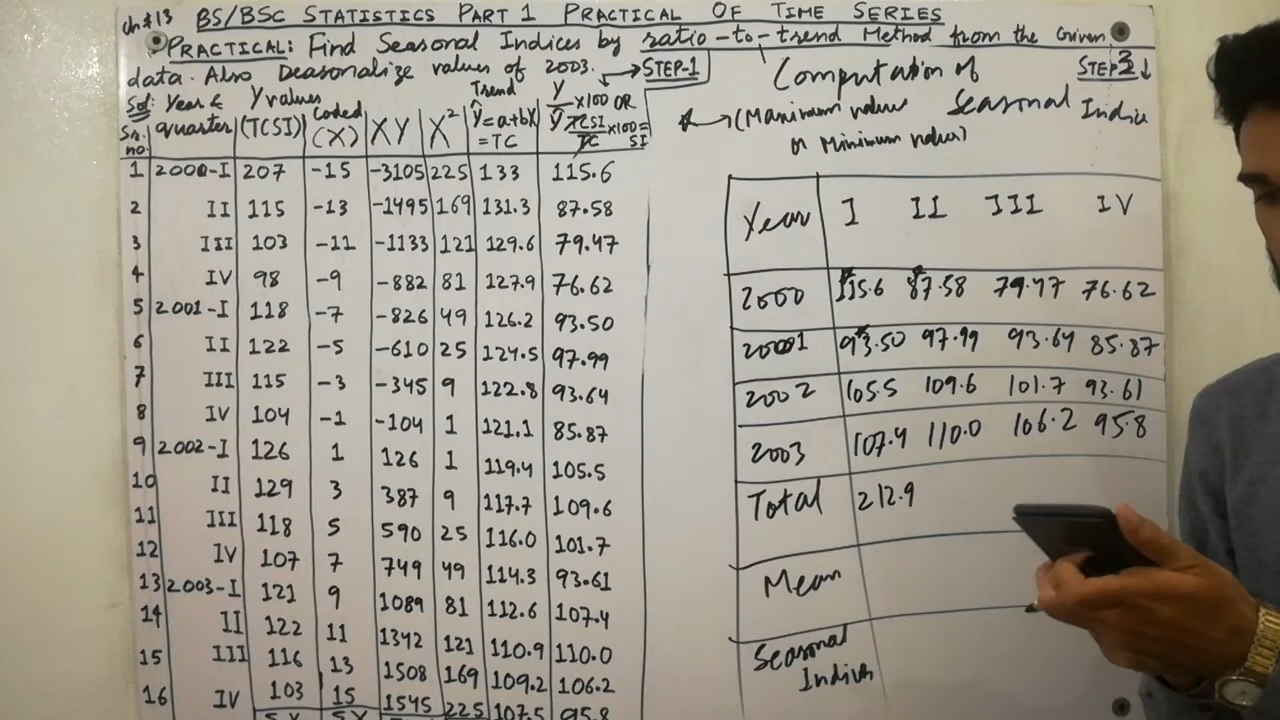 ch#13 BS/BSC STATISTICS PART 1 PRACTICAL OF TIME SERIES
PRACTICAL: Find Seasonal Indices by ratio-to-trend Method from the Given
data. Also Deasonalize values of 2003. → STEP-1
Sol: Year & quarter Y values (TCSI) Coded (X) XY X² Trend Ŷ=a+bX =TC Y/Ŷ×100 OR TCSI/TC×100=SI
Sr. no.
1 2000-I 207 -15 -3105 225 133 115.6
2 II 115 -13 -1495 169 131.3 87.58
3 III 103 -11 -1133 121 129.6 79.47
4 IV 98 -9 -882 81 127.9 76.62
5 2001-I 118 -7 -826 49 126.2 93.50
6 II 122 -5 -610 25 124.5 97.99
7 III 115 -3 -345 9 122.8 93.64
8 IV 104 -1 -104 1 121.1 85.87
9 2002-I 126 1 126 1 119.4 105.5
10 II 129 3 387 9 117.7 109.6
11 III 118 5 590 25 116.0 101.7
12 IV 107 7 749 49 114.3 93.61
13 2003-I 121 9 1089 81 112.6 107.4
14 II 122 11 1342 121 110.9 110.0
15 III 116 13 1508 169 109.2 106.2
16 IV 103 15 1545 225 107.5 95.8
Computation of STEP 3 ↓
Seasonal Indice
* → (Maximum values
or Minimum values)
Year I II III IV
2000 115.6 87.58 79.47 76.62
20001 93.50 97.99 93.64 85.87
2002 105.5 109.6 101.7 93.61
2003 107.4 110.0 106.2 95.8
Total 212.9
Mean
Seasonal
Indices